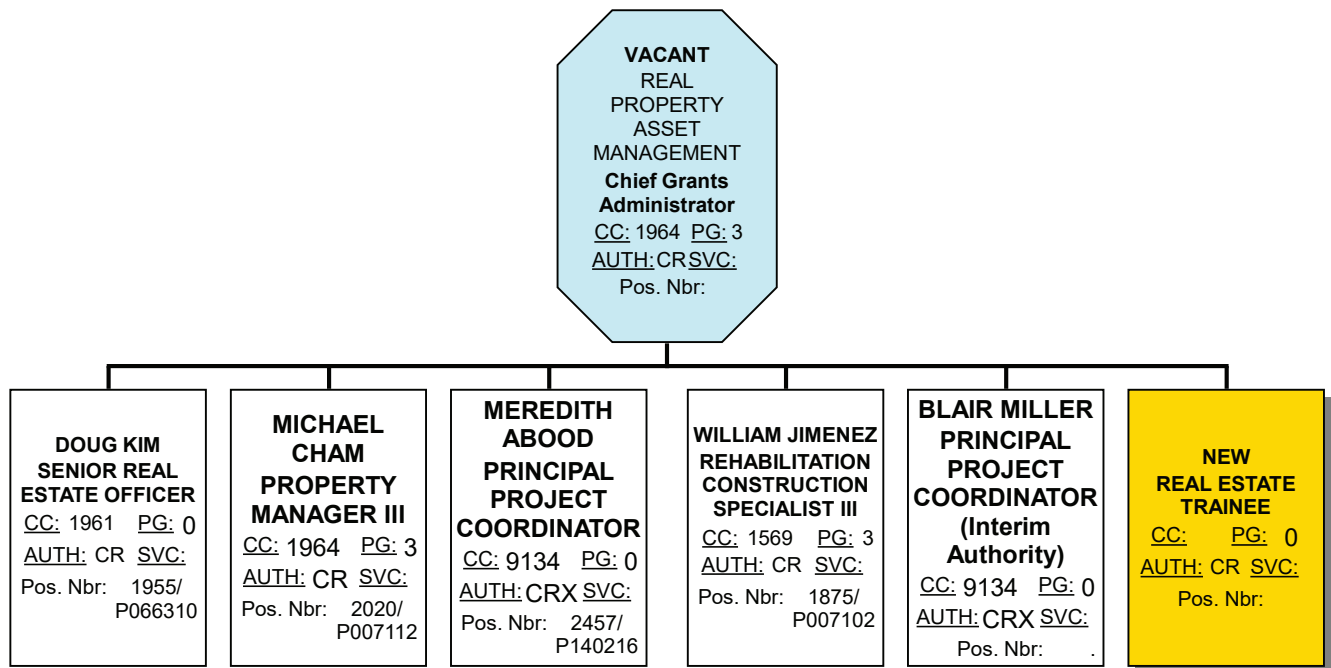 VACANT
REAL
PROPERTY
ASSET
MANAGEMENT
Chief Grants
Administrator
CC: 1964 PG: 3
AUTH:CR SVC:
Pos. Nbr:
DOUG KIM
SENIOR REAL
ESTATE OFFICER
CC: 1961 PG: 0
AUTH: CR SVC:
Pos. Nbr: 1955/
P066310
MICHAEL
CHAM
PROPERTY
MANAGER III
CC: 1964 PG: 3
AUTH: CR SVC:
Pos. Nbr: 2020/
P007112
MEREDITH
ABOOD
PRINCIPAL
PROJECT
COORDINATOR
CC: 9134 PG: 0
AUTH: CRX SVC:
Pos. Nbr: 2457/
P140216
WILLIAM JIMENEZ
REHABILITATION
CONSTRUCTION
SPECIALIST III
CC: 1569 PG: 3
AUTH: CR SVC:
Pos. Nbr: 1875/
P007102
BLAIR MILLER
PRINCIPAL
PROJECT
COORDINATOR
(Interim
Authority)
CC: 9134 PG: 0
AUTH: CRX SVC:
Pos. Nbr: .
NEW
REAL ESTATE
TRAINEE
CC: PG: 0
AUTH: CR SVC:
Pos. Nbr: